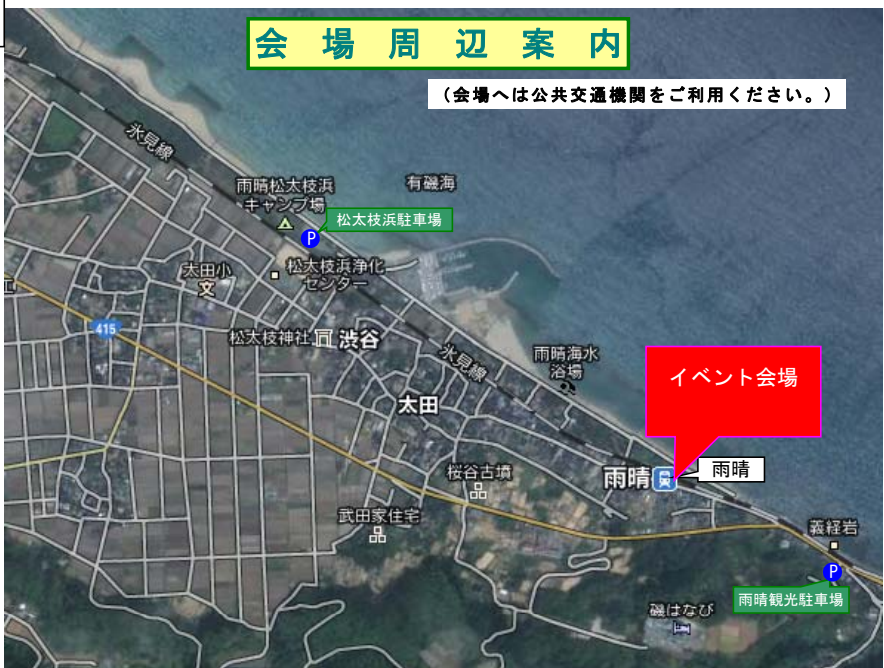 会場周辺案内
（会場へは公共交通機関をご利用ください。）
氷見線
雨晴松太枝浜
キャンプ場
有磯海
松太枝浜駐車場
P
太田小
文
松太枝浜浄化
センター
415
松太枝神社
渋谷
氷見線
雨晴海水
浴場
イベント会場
太田
桜谷古墳
雨晴
雨晴
武田家住宅
義経岩
P
雨晴観光駐車場
磯はなび